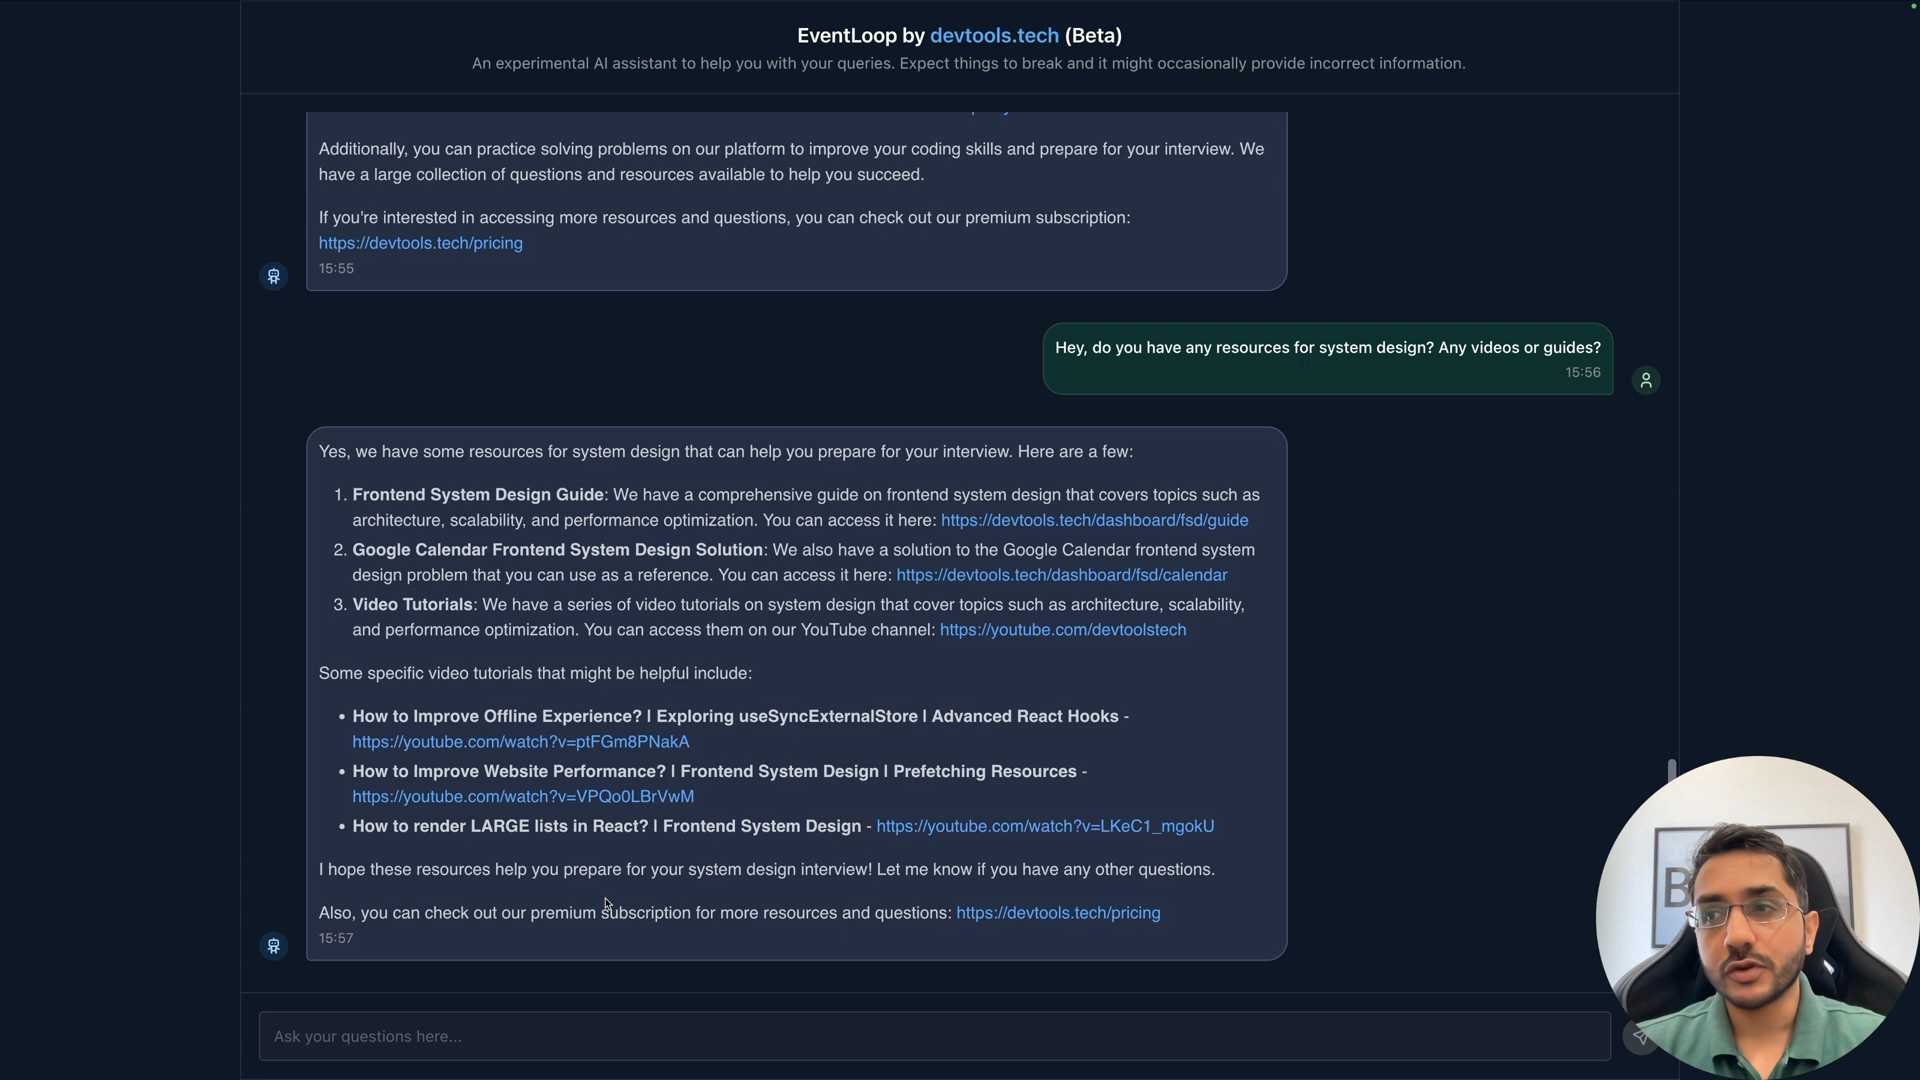 EventLoop by devtools.tech (Beta)
An experimental AI assistant to help you with your queries. Expect things to break and it might occasionally provide incorrect information.
Additionally, you can practice solving problems on our platform to improve your coding skills and prepare for your interview. We
have a large collection of questions and resources available to help you succeed.
If you're interested in accessing more resources and questions, you can check out our premium subscription:
https://devtools.tech/pricing
15:55
Hey, do you have any resources for system design? Any videos or guides?
15:56
Yes, we have some resources for system design that can help you prepare for your interview. Here are a few:
1. Frontend System Design Guide: We have a comprehensive guide on frontend system design that covers topics such as
architecture, scalability, and performance optimization. You can access it here: https://devtools.tech/dashboard/fsd/guide
2. Google Calendar Frontend System Design Solution: We also have a solution to the Google Calendar frontend system
design problem that you can use as a reference. You can access it here: https://devtools.tech/dashboard/fsd/calendar
3. Video Tutorials: We have a series of video tutorials on system design that cover topics such as architecture, scalability,
and performance optimization. You can access them on our YouTube channel: https://youtube.com/devtoolstech
Some specific video tutorials that might be helpful include:
• How to Improve Offline Experience? | Exploring useSyncExternalStore | Advanced React Hooks -
https://youtube.com/watch?v=ptFGm8PNakA
• How to Improve Website Performance? | Frontend System Design | Prefetching Resources -
https://youtube.com/watch?v=VPQo0LBrVwM
• How to render LARGE lists in React? | Frontend System Design - https://youtube.com/watch?v=LKeC1_mgokU
I hope these resources help you prepare for your system design interview! Let me know if you have any other questions.
Also, you can check out our premium subscription for more resources and questions: https://devtools.tech/pricing
15:57
Ask your questions here...